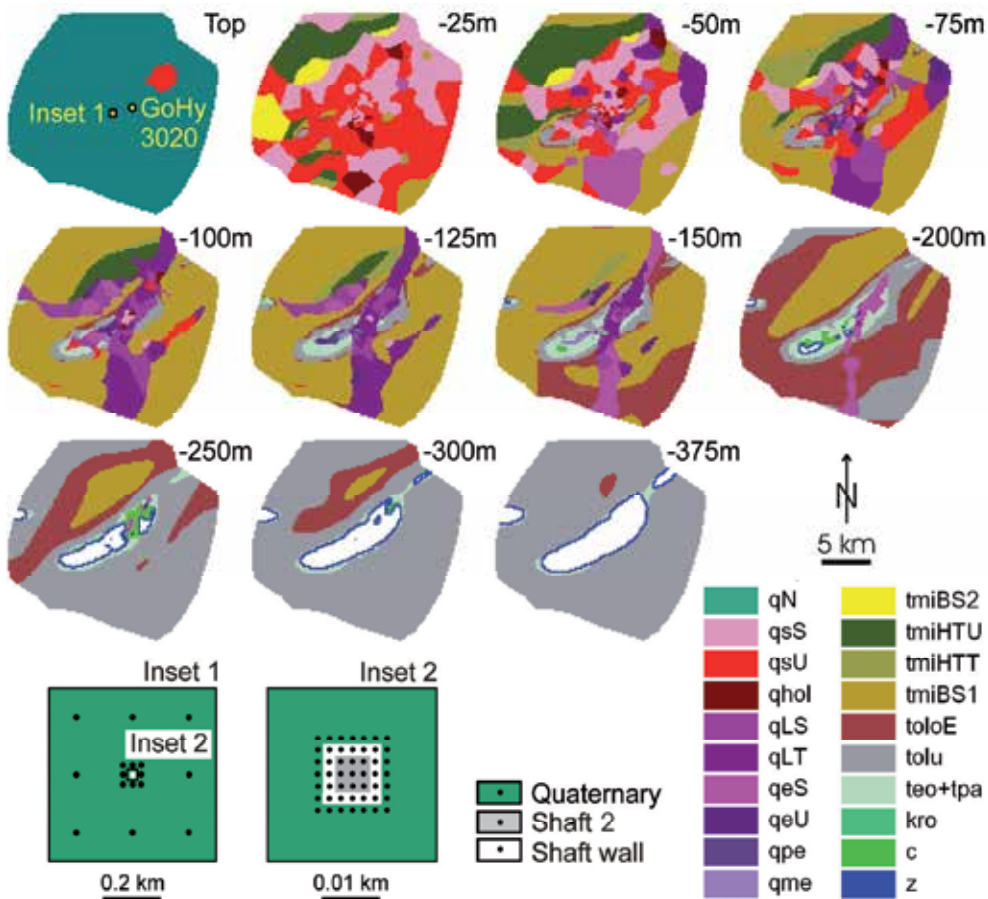 Top
-25m
-50m
-75m
Inset 1
GoHy
3020
-100m
-125m
-150m
-200m
-250m
-300m
-375m
N
5 km
qN
qsS
qsU
qhol
qLS
qLT
qeS
qeU
qpe
qme
tmiBS2
tmiHTU
tmiHTT
tmiBS1
toloE
tolu
teo+tpa
kro
c
z
Inset 1
Inset 2
0.2 km
Inset 2
0.01 km
Quaternary
Shaft 2
Shaft wall